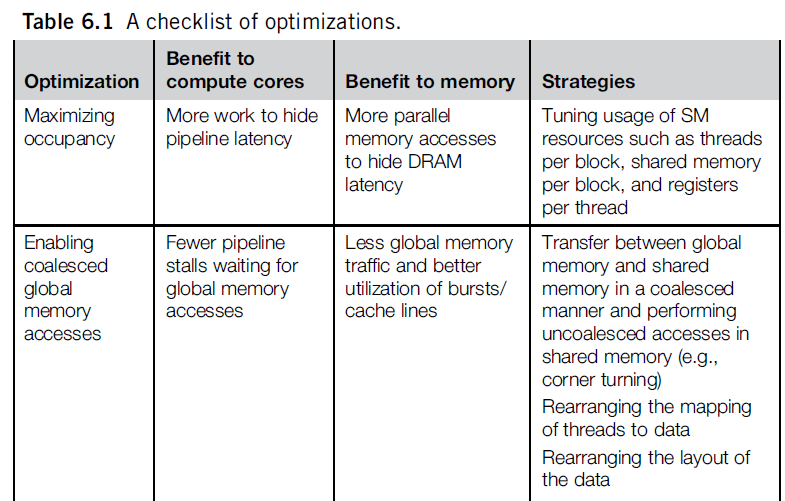 Table 6.1 A checklist of optimizations.
Optimization
Benefit to
compute cores
Benefit to memory
Strategies
Maximizing
occupancy
More work to hide
pipeline latency
More parallel
memory accesses
to hide DRAM
latency
Tuning usage of SM
resources such as threads
per block, shared memory
per block, and registers
per thread
Enabling
coalesced
global
memory
accesses
Fewer pipeline
stalls waiting for
global memory
accesses
Less global memory
traffic and better
utilization of bursts/
cache lines
Transfer between global
memory and shared
memory in a coalesced
manner and performing
uncoalesced accesses in
shared memory (e.g.,
corner turning)
Rearranging the mapping
of threads to data
Rearranging the layout of
the data